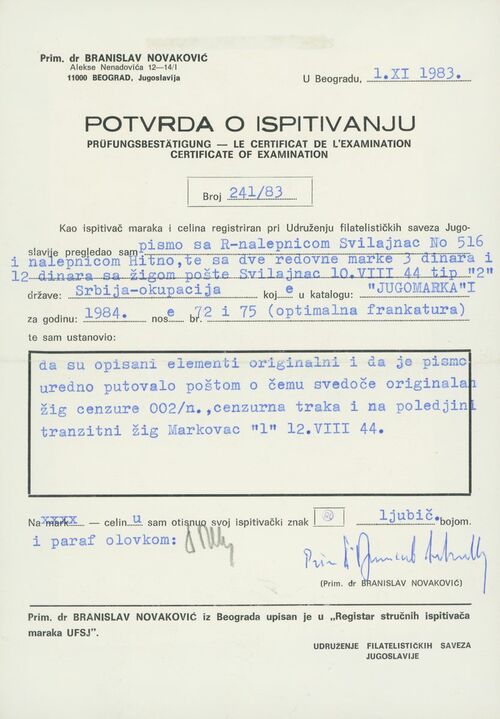 Prim. dr BRANISLAV NOVAKOVIĆ
Alekse Nenadovića 12—14/I
11000 BEOGRAD, Jugoslavija
U Beogradu, 1.XI 1983.
POTVRDA O ISPITIVANJU
PRÜFUNGSBESTÄTIGUNG — LE CERTIFICAT DE L'EXAMINATION
CERTIFICATE OF EXAMINATION
Broj 241/83
Kao ispitivač maraka i celina registriran pri Udruženju filatelističkih saveza Jugo-
slavije pregledao sam pismo sa R-nalepnicom Svilajnac No 516
i nalepnicom Hitno, te sa dve redovne marke 3 dinara i
12 dinara sa žigom pošte Svilajnac 10.VIII 44 tip "2"
države: Srbija-okupacija koj e u katalogu: "JUGOMARKA"I
za godinu: 1984. nos e br. 72 i 75 (optimalna frankatura)
te sam ustanovio:
da su opisani elementi originalni i da je pismo
uredno putovalo poštom o čemu svedoče originalan
žig cenzure 002/n.,cenzurna traka i na poledjini
tranzitni žig Markovac "1" 12.VIII 44.
Na mark xxxx — celin u sam otisnuo svoj ispitivački znak ljubič. bojom.
i paraf olovkom:
(Prim. dr BRANISLAV NOVAKOVIĆ)
Prim. dr BRANISLAV NOVAKOVIĆ iz Beograda upisan je u „Registar stručnih ispitivača
maraka UFSJ".
UDRUŽENJE FILATELISTIČKIH SAVEZA
JUGOSLAVIJE